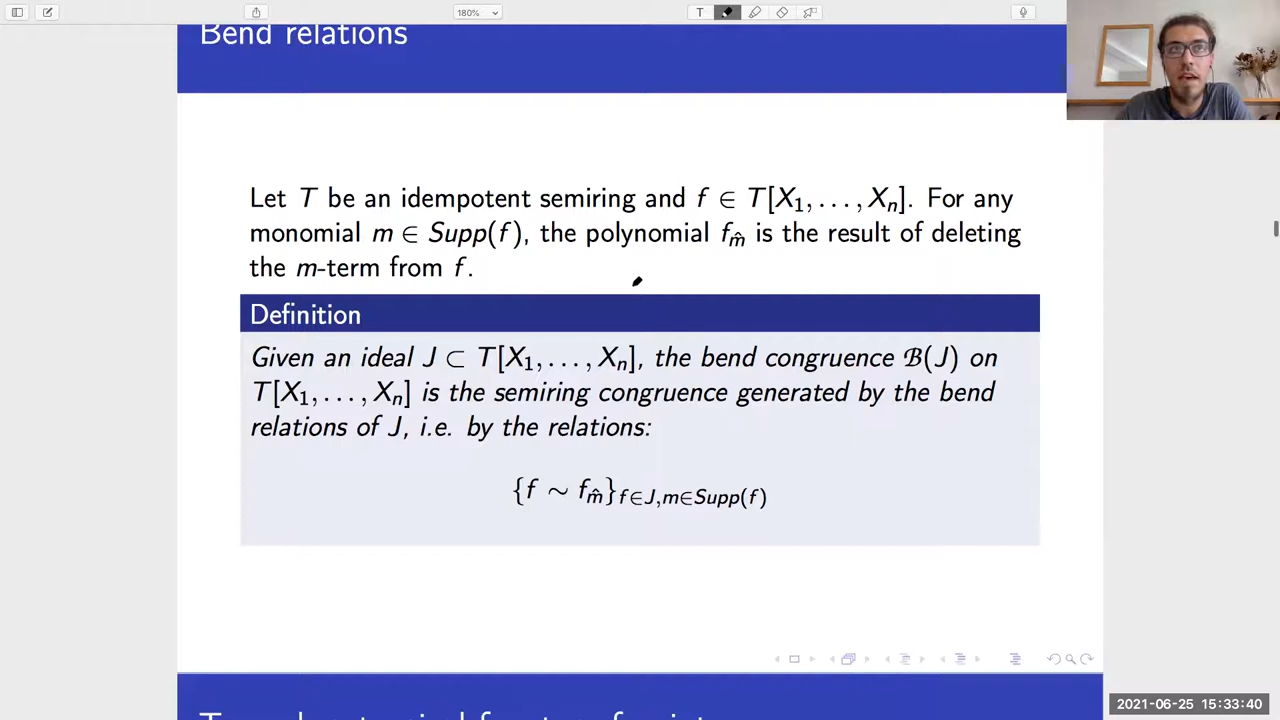 180%
T
Bend relations
Let T be an idempotent semiring and f ∈ T[X₁, . . . , Xₙ]. For any
monomial m ∈ Supp(f), the polynomial f_m̂ is the result of deleting
the m-term from f.
Definition
Given an ideal J ⊂ T[X₁, . . . , Xₙ], the bend congruence ℬ(J) on
T[X₁, . . . , Xₙ] is the semiring congruence generated by the bend
relations of J, i.e. by the relations:
{f ∼ f_m̂}_{f∈J,m∈Supp(f)}
2021-06-25 15:33:40